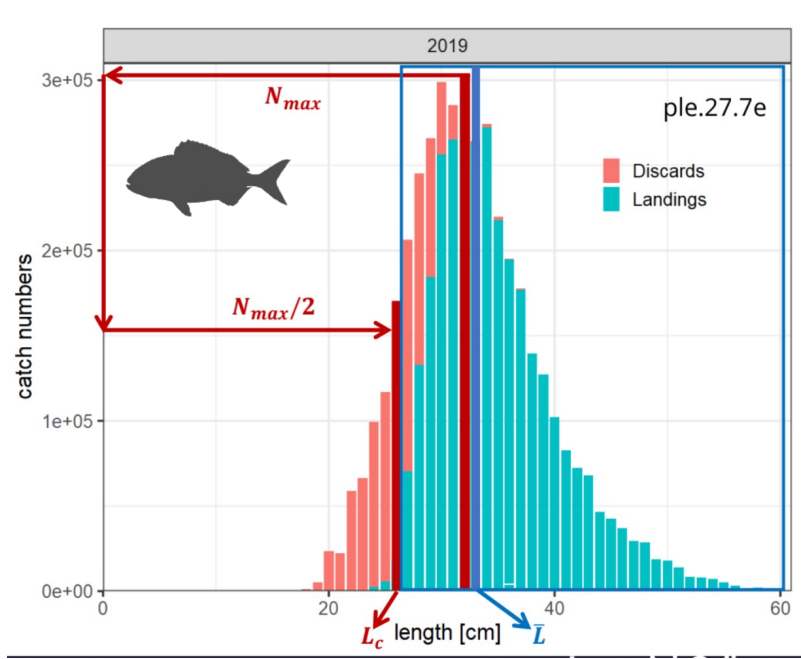 2019
3e+05
N_max
ple.27.7e
Discards
Landings
2e+05
N_max/2
catch numbers
1e+05
0e+00
0
20
40
60
L_c
length [cm]
L̄